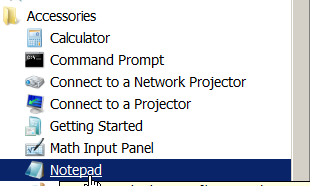 Accessories
Calculator
Command Prompt
Connect to a Network Projector
Connect to a Projector
Getting Started
Math Input Panel
Notepad